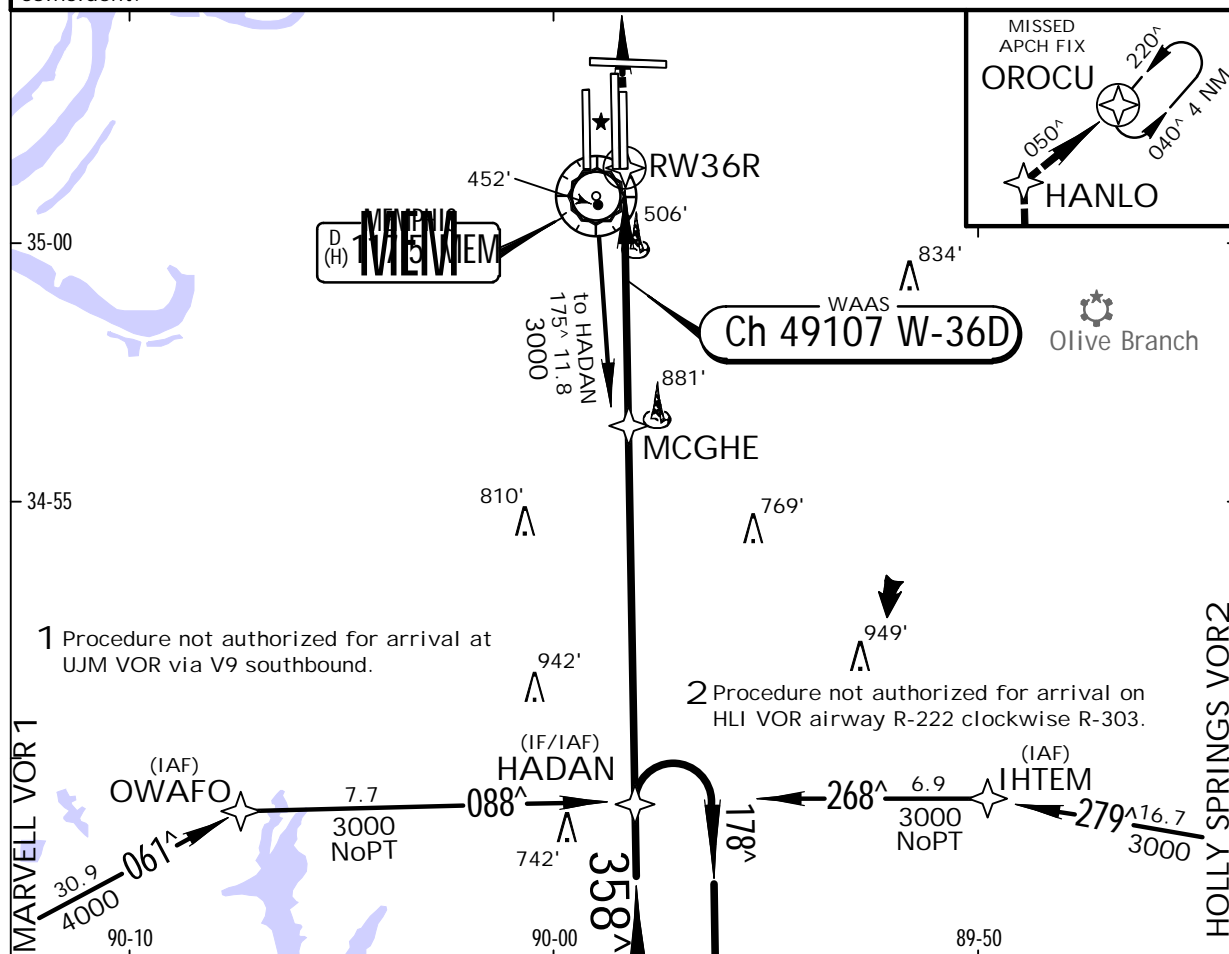 MISSED
APCH FIX
OROCU
220^
040^ 4 NM
050^
HANLO
RW36R
452'
506'
MEMPHIS
D
(H)
MEM
MEM
35-00
834'
WAAS
Ch 49107 W-36D
Olive Branch
to HADAN
175^ 11.8
3000
881'
MCGHE
34-55
810'
769'
1 Procedure not authorized for arrival at
UJM VOR via V9 southbound.
949'
942'
2 Procedure not authorized for arrival on
HLI VOR airway R-222 clockwise R-303.
MARVELL VOR 1
HOLLY SPRINGS VOR2
(IAF)
OWAFO
(IF/IAF)
HADAN
(IAF)
IHTEM
7.7
088^
3000
NoPT
268^
6.9
3000
NoPT
279^
16.7
3000
061^
30.9
4000
742'
358^
178^
90-10
90-00
89-50